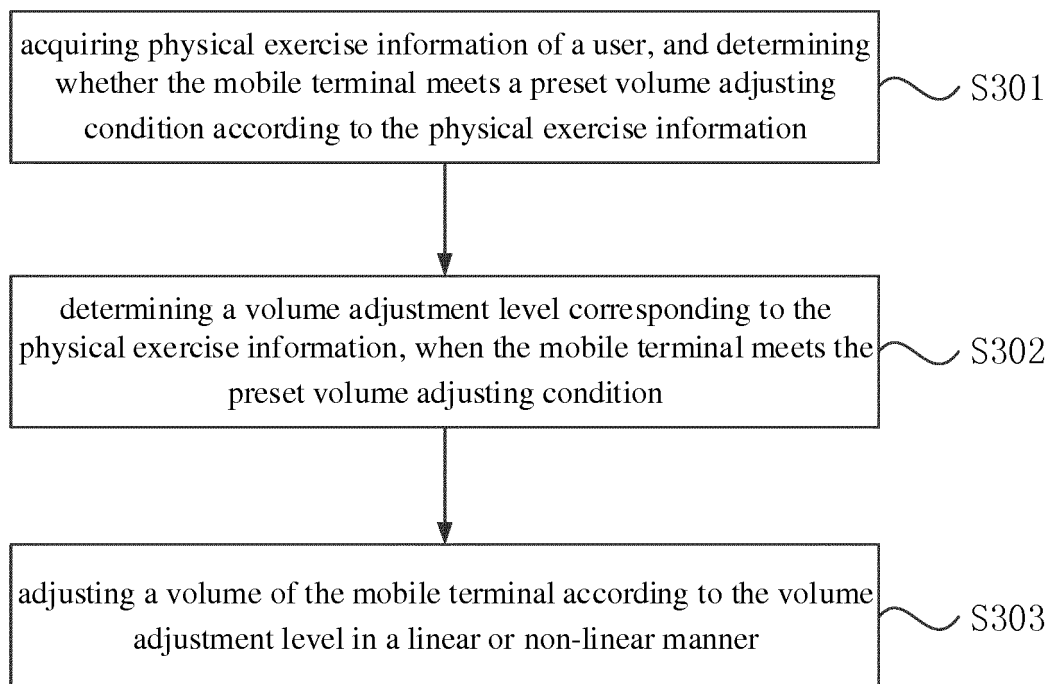 acquiring physical exercise information of a user, and determining
whether the mobile terminal meets a preset volume adjusting
condition according to the physical exercise information
S301
determining a volume adjustment level corresponding to the
physical exercise information, when the mobile terminal meets the
preset volume adjusting condition
S302
adjusting a volume of the mobile terminal according to the volume
adjustment level in a linear or non-linear manner
S303